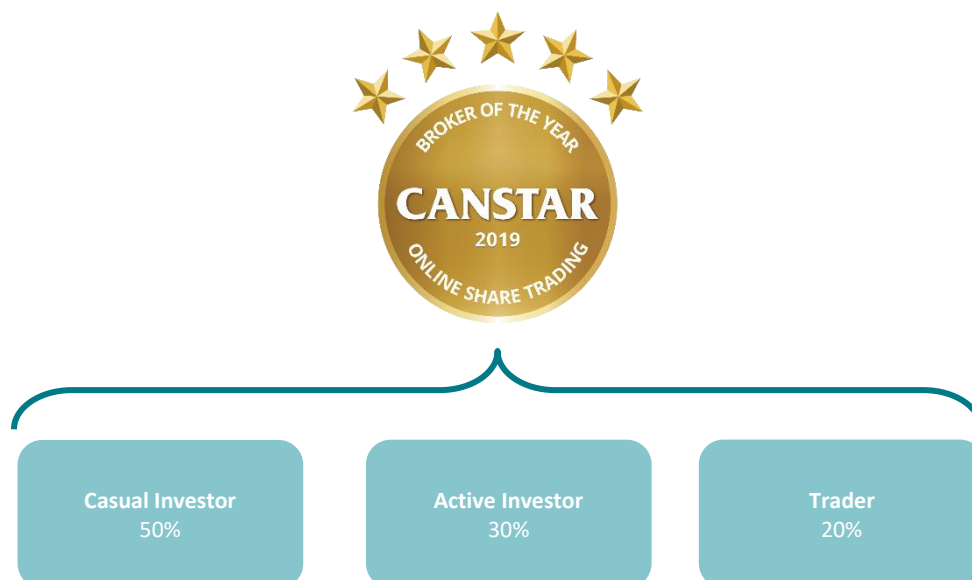 BROKER OF THE YEAR
CANSTAR
2019
ONLINE SHARE TRADING
Casual Investor
50%
Active Investor
30%
Trader
20%